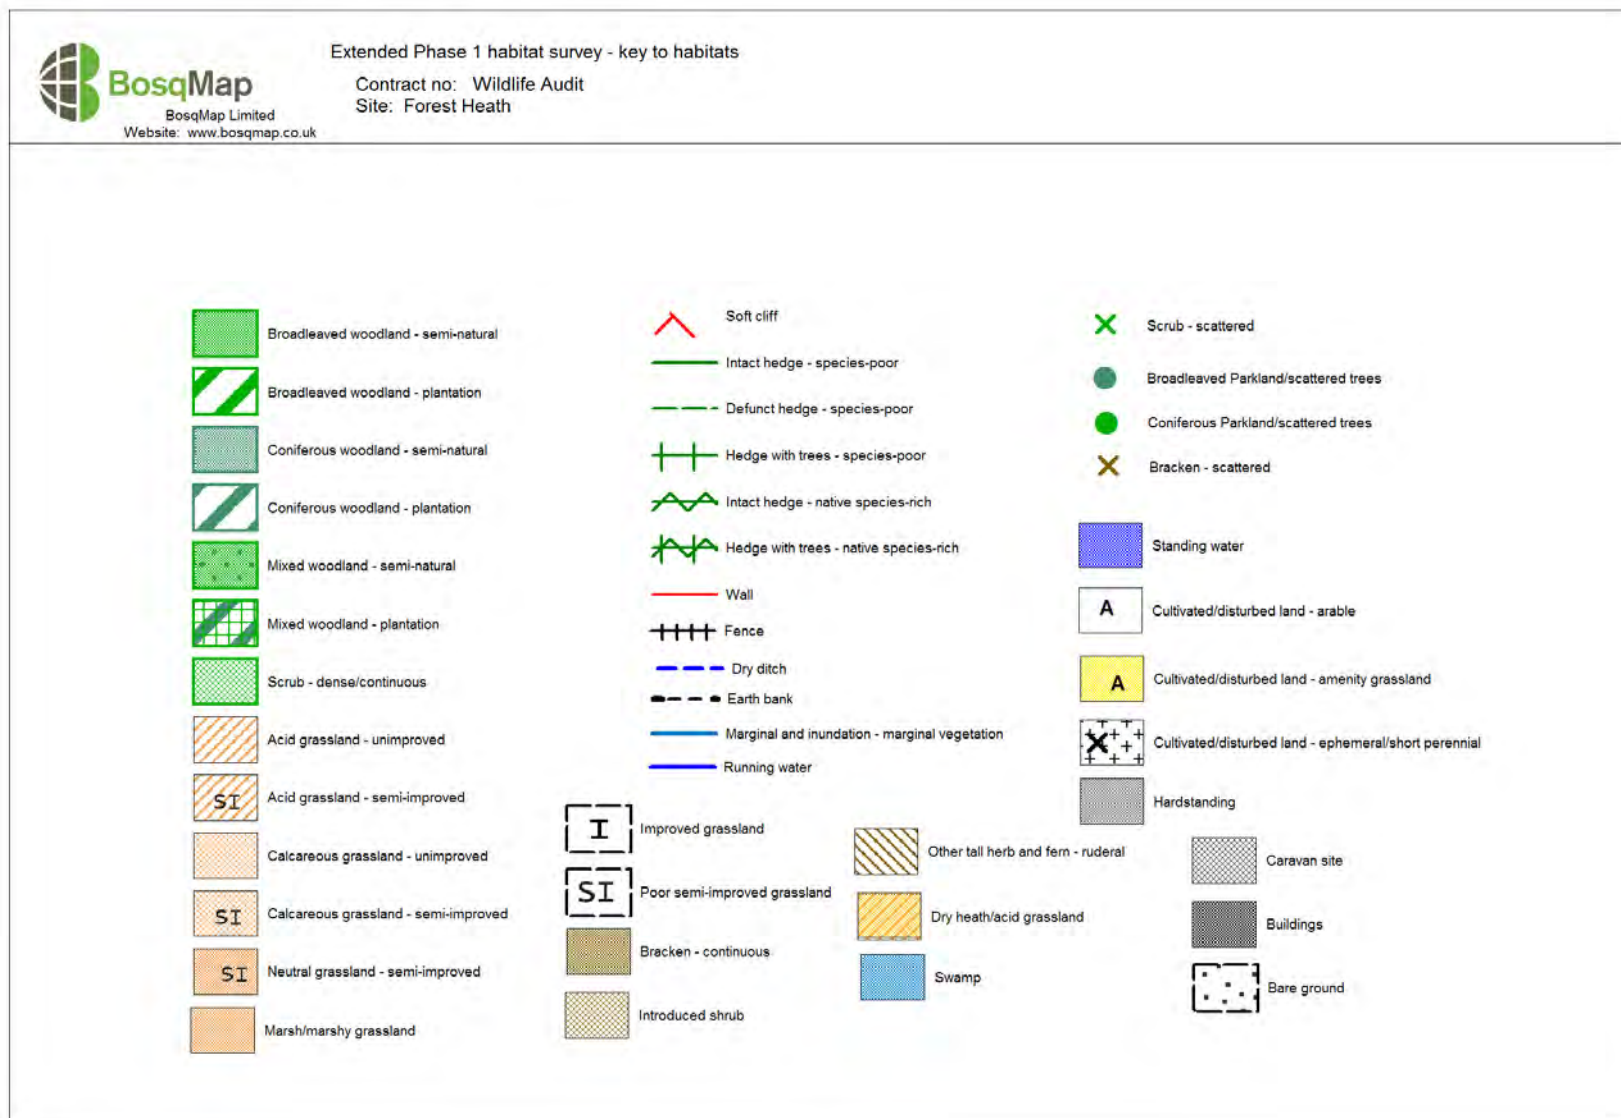 Extended Phase 1 habitat survey - key to habitats
Contract no: Wildlife Audit
Site: Forest Heath
BosqMap
BosqMap Limited
Website: www.bosqmap.co.uk
Broadleaved woodland - semi-natural
Broadleaved woodland - plantation
Coniferous woodland - semi-natural
Coniferous woodland - plantation
Mixed woodland - semi-natural
Mixed woodland - plantation
Scrub - dense/continuous
Acid grassland - unimproved
SI Acid grassland - semi-improved
Calcareous grassland - unimproved
SI Calcareous grassland - semi-improved
SI Neutral grassland - semi-improved
Marsh/marshy grassland
Soft cliff
Intact hedge - species-poor
Defunct hedge - species-poor
Hedge with trees - species-poor
Intact hedge - native species-rich
Hedge with trees - native species-rich
Wall
Fence
Dry ditch
Earth bank
Marginal and inundation - marginal vegetation
Running water
I Improved grassland
SI Poor semi-improved grassland
Bracken - continuous
Introduced shrub
Other tall herb and fern - ruderal
Dry heath/acid grassland
Swamp
Scrub - scattered
Broadleaved Parkland/scattered trees
Coniferous Parkland/scattered trees
Bracken - scattered
Standing water
A Cultivated/disturbed land - arable
A Cultivated/disturbed land - amenity grassland
Cultivated/disturbed land - ephemeral/short perennial
Hardstanding
Caravan site
Buildings
Bare ground